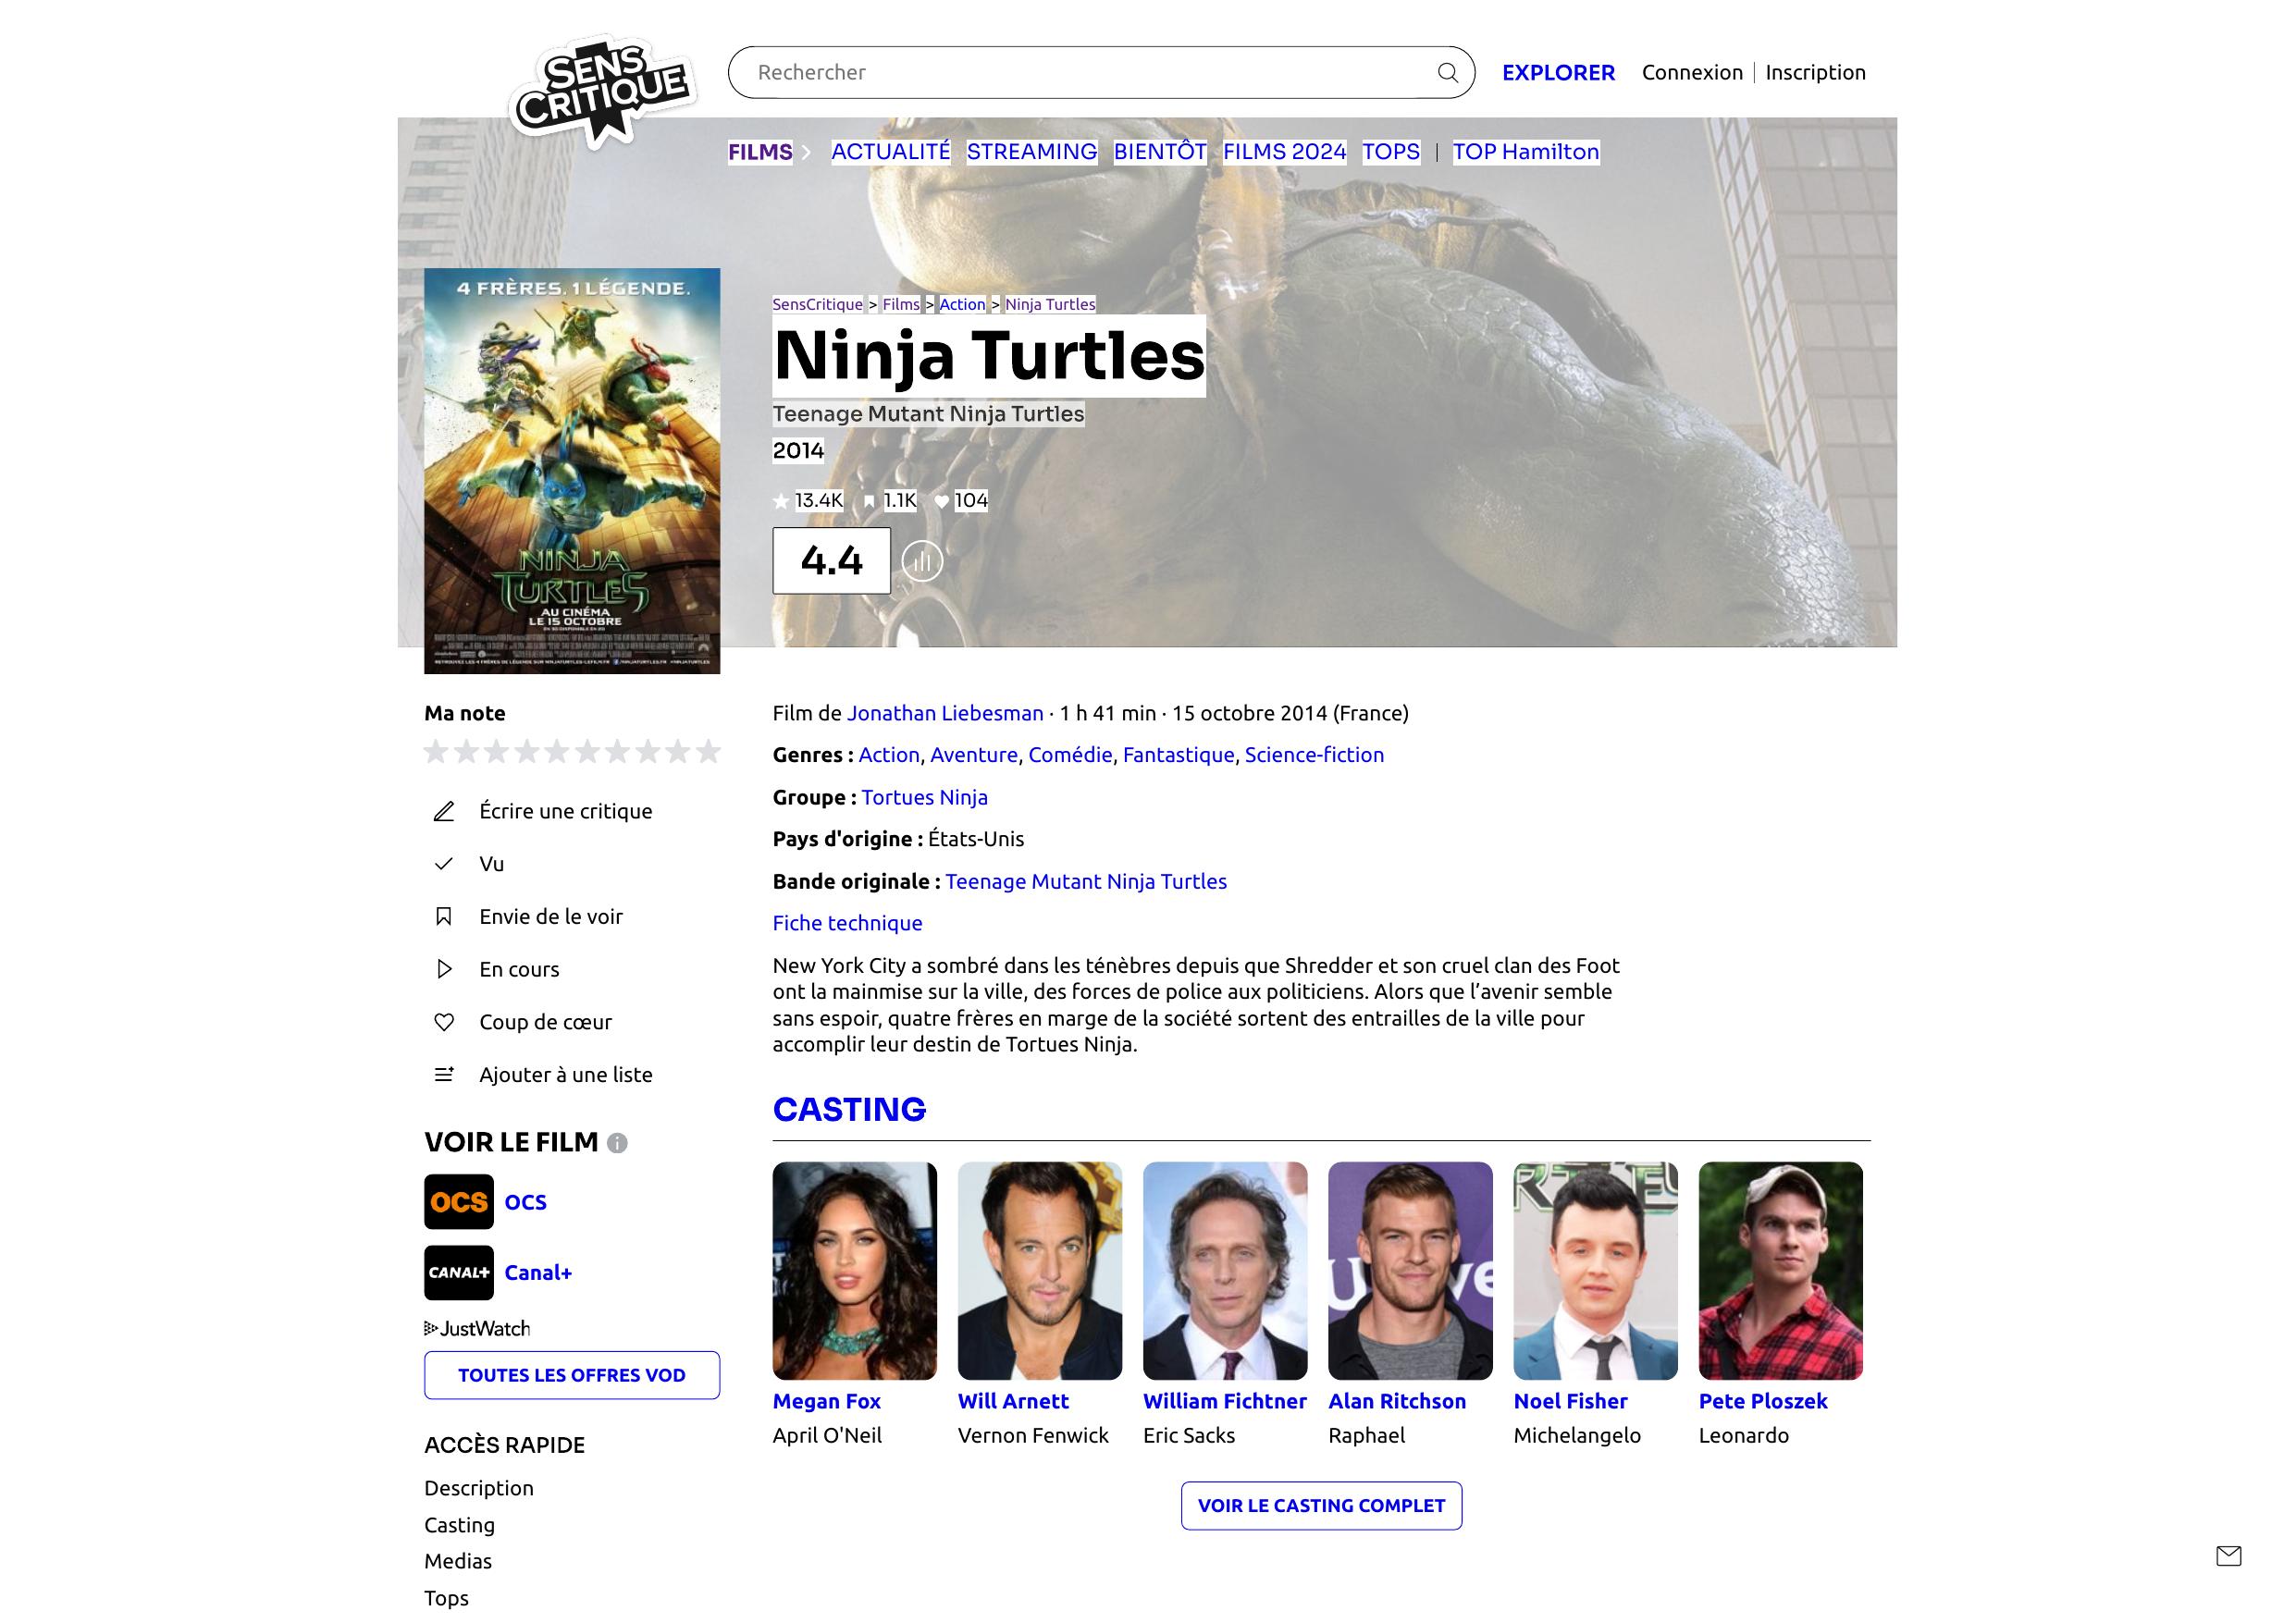 SENS
CRITIQUE
Rechercher
EXPLORER
Connexion | Inscription
FILMS
ACTUALITÉ STREAMING BIENTÔT FILMS 2024 TOPS | TOP Hamilton
4 FRÈRES. 1 LÉGENDE.
NINJA
TURTLES
AU CINÉMA
LE 15 OCTOBRE
SensCritique > Films > Action > Ninja Turtles
Ninja Turtles
Teenage Mutant Ninja Turtles
2014
13.4K 1.1K 104
4.4
Ma note
Écrire une critique
Vu
Envie de le voir
En cours
Coup de cœur
Ajouter à une liste
VOIR LE FILM
OCS OCS
CANAL+ Canal+
JustWatch
TOUTES LES OFFRES VOD
ACCÈS RAPIDE
Description
Casting
Medias
Tops
Film de Jonathan Liebesman · 1 h 41 min · 15 octobre 2014 (France)
Genres : Action, Aventure, Comédie, Fantastique, Science-fiction
Groupe : Tortues Ninja
Pays d'origine : États-Unis
Bande originale : Teenage Mutant Ninja Turtles
Fiche technique
New York City a sombré dans les ténèbres depuis que Shredder et son cruel clan des Foot
ont la mainmise sur la ville, des forces de police aux politiciens. Alors que l’avenir semble
sans espoir, quatre frères en marge de la société sortent des entrailles de la ville pour
accomplir leur destin de Tortues Ninja.
CASTING
Megan Fox
April O'Neil
Will Arnett
Vernon Fenwick
William Fichtner
Eric Sacks
Alan Ritchson
Raphael
Noel Fisher
Michelangelo
Pete Ploszek
Leonardo
VOIR LE CASTING COMPLET